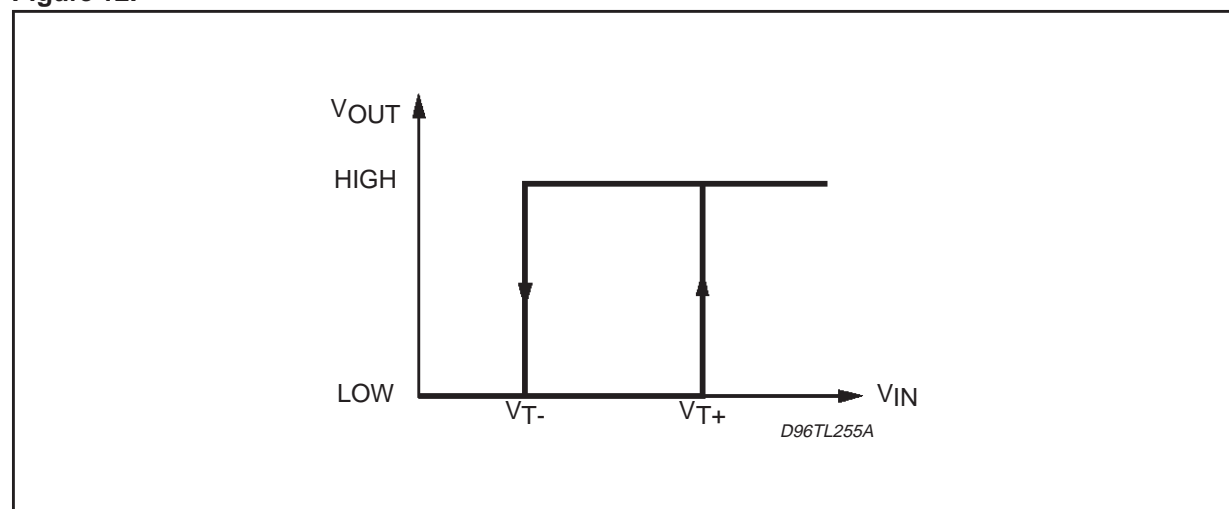 Figure 12.
VOUT
HIGH
LOW
VT-
VT+
VIN
D96TL255A